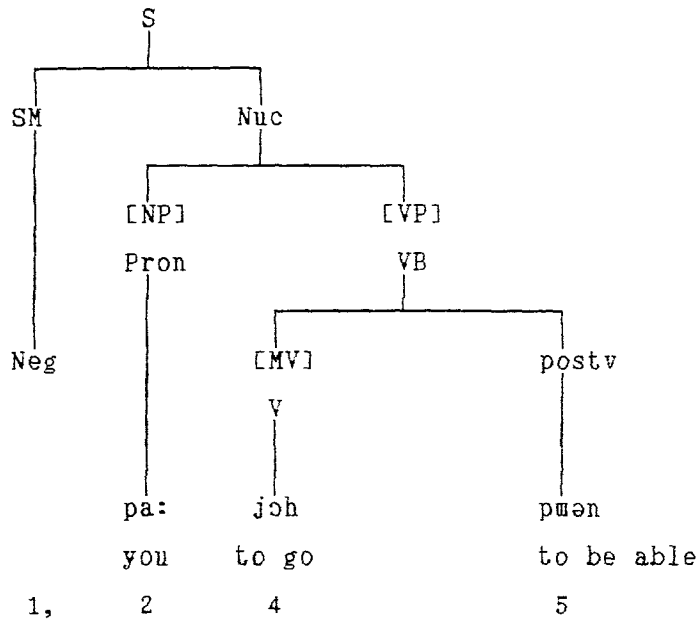 S
SM Nuc
[NP] [VP]
Pron VB
Neg [MV] postv
V
pa: jɔh pɯən
you to go to be able
1, 2 4 5